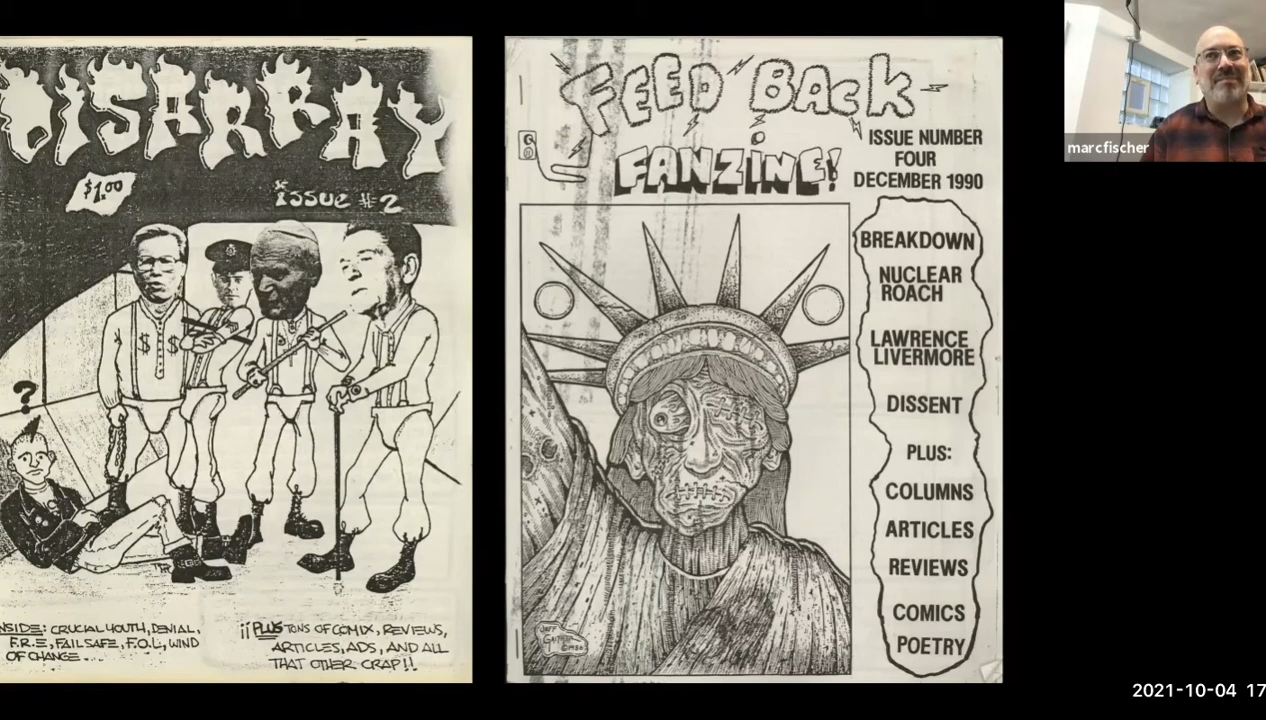 DISARRAY
$1.00
ISSUE #2
$ $
?
INSIDE: CRUCIAL YOUTH, DENIAL,
F.R.E., FAILSAFE, F.O.L., WIND
OF CHANGE...
¡¡PLUS TONS OF COMIX, REVIEWS,
ARTICLES, ADS, AND ALL
THAT OTHER CRAP!!
FEED BACK
FANZINE!
ISSUE NUMBER
FOUR
DECEMBER 1990
BREAKDOWN
NUCLEAR
ROACH
LAWRENCE
LIVERMORE
DISSENT
PLUS:
COLUMNS
ARTICLES
REVIEWS
COMICS
POETRY
marcfischer
2021-10-04 17